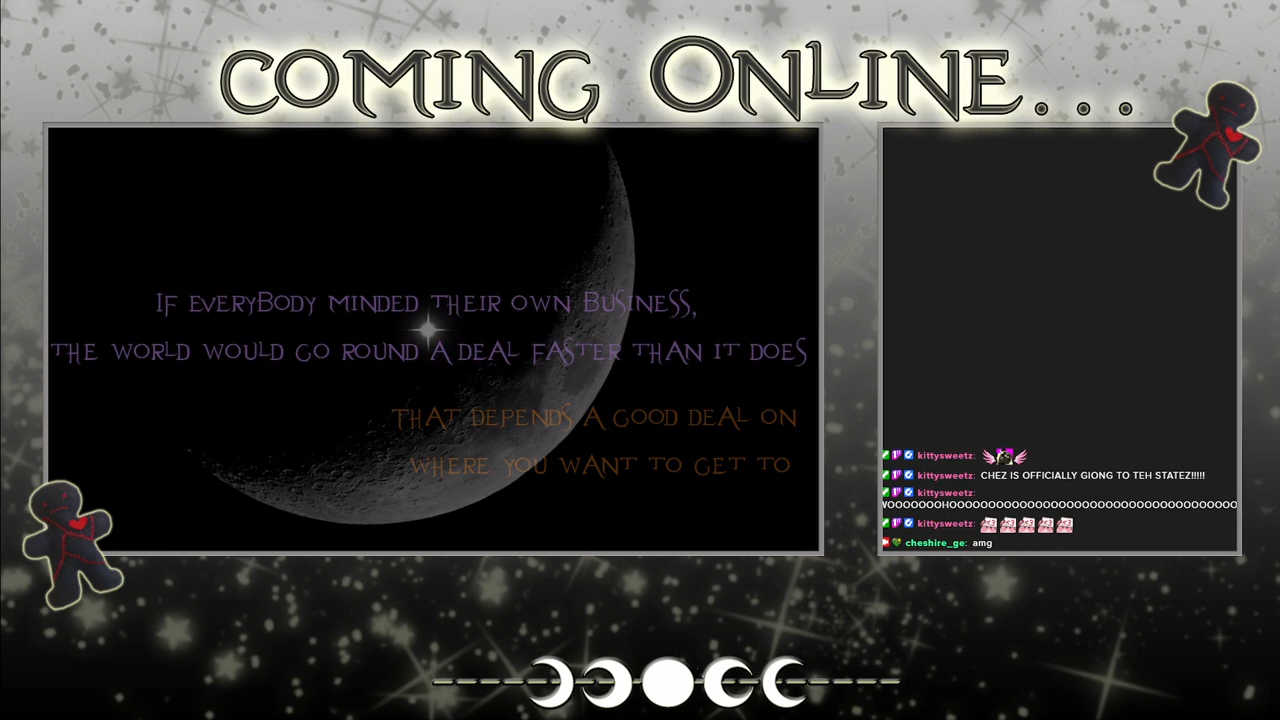 COMING ONLINE...
IF EVERYBODY MINDED THEIR OWN BUSINESS,
THE WORLD WOULD GO ROUND A DEAL FASTER THAN IT DOES
THAT DEPENDS A GOOD DEAL ON
WHERE YOU WANT TO GET TO
kittysweetz:
kittysweetz: CHEZ IS OFFICIALLY GIONG TO TEH STATEZ!!!!!
kittysweetz:
kittysweetz:
cheshire_ge: amg